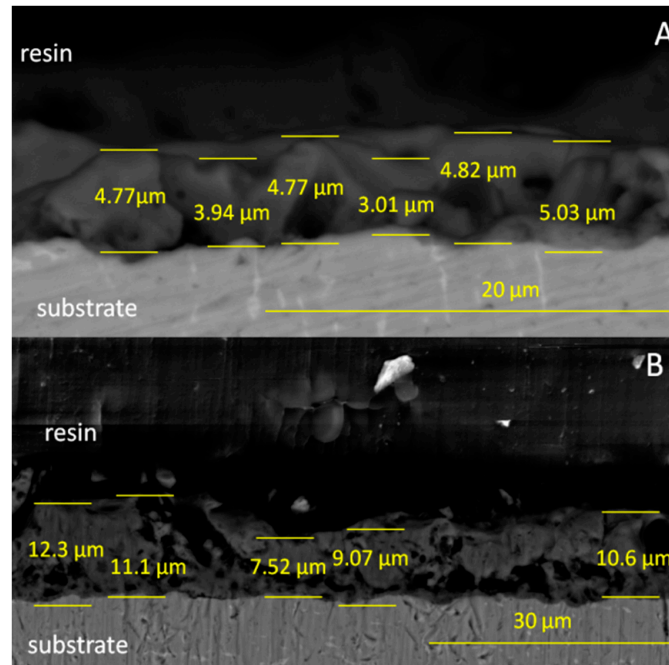 A
resin
4.77μm
3.94 μm
4.77 μm
3.01 μm
4.82 μm
5.03 μm
20 μm
substrate
B
resin
12.3 μm
11.1 μm
7.52 μm
9.07 μm
10.6 μm
30 μm
substrate